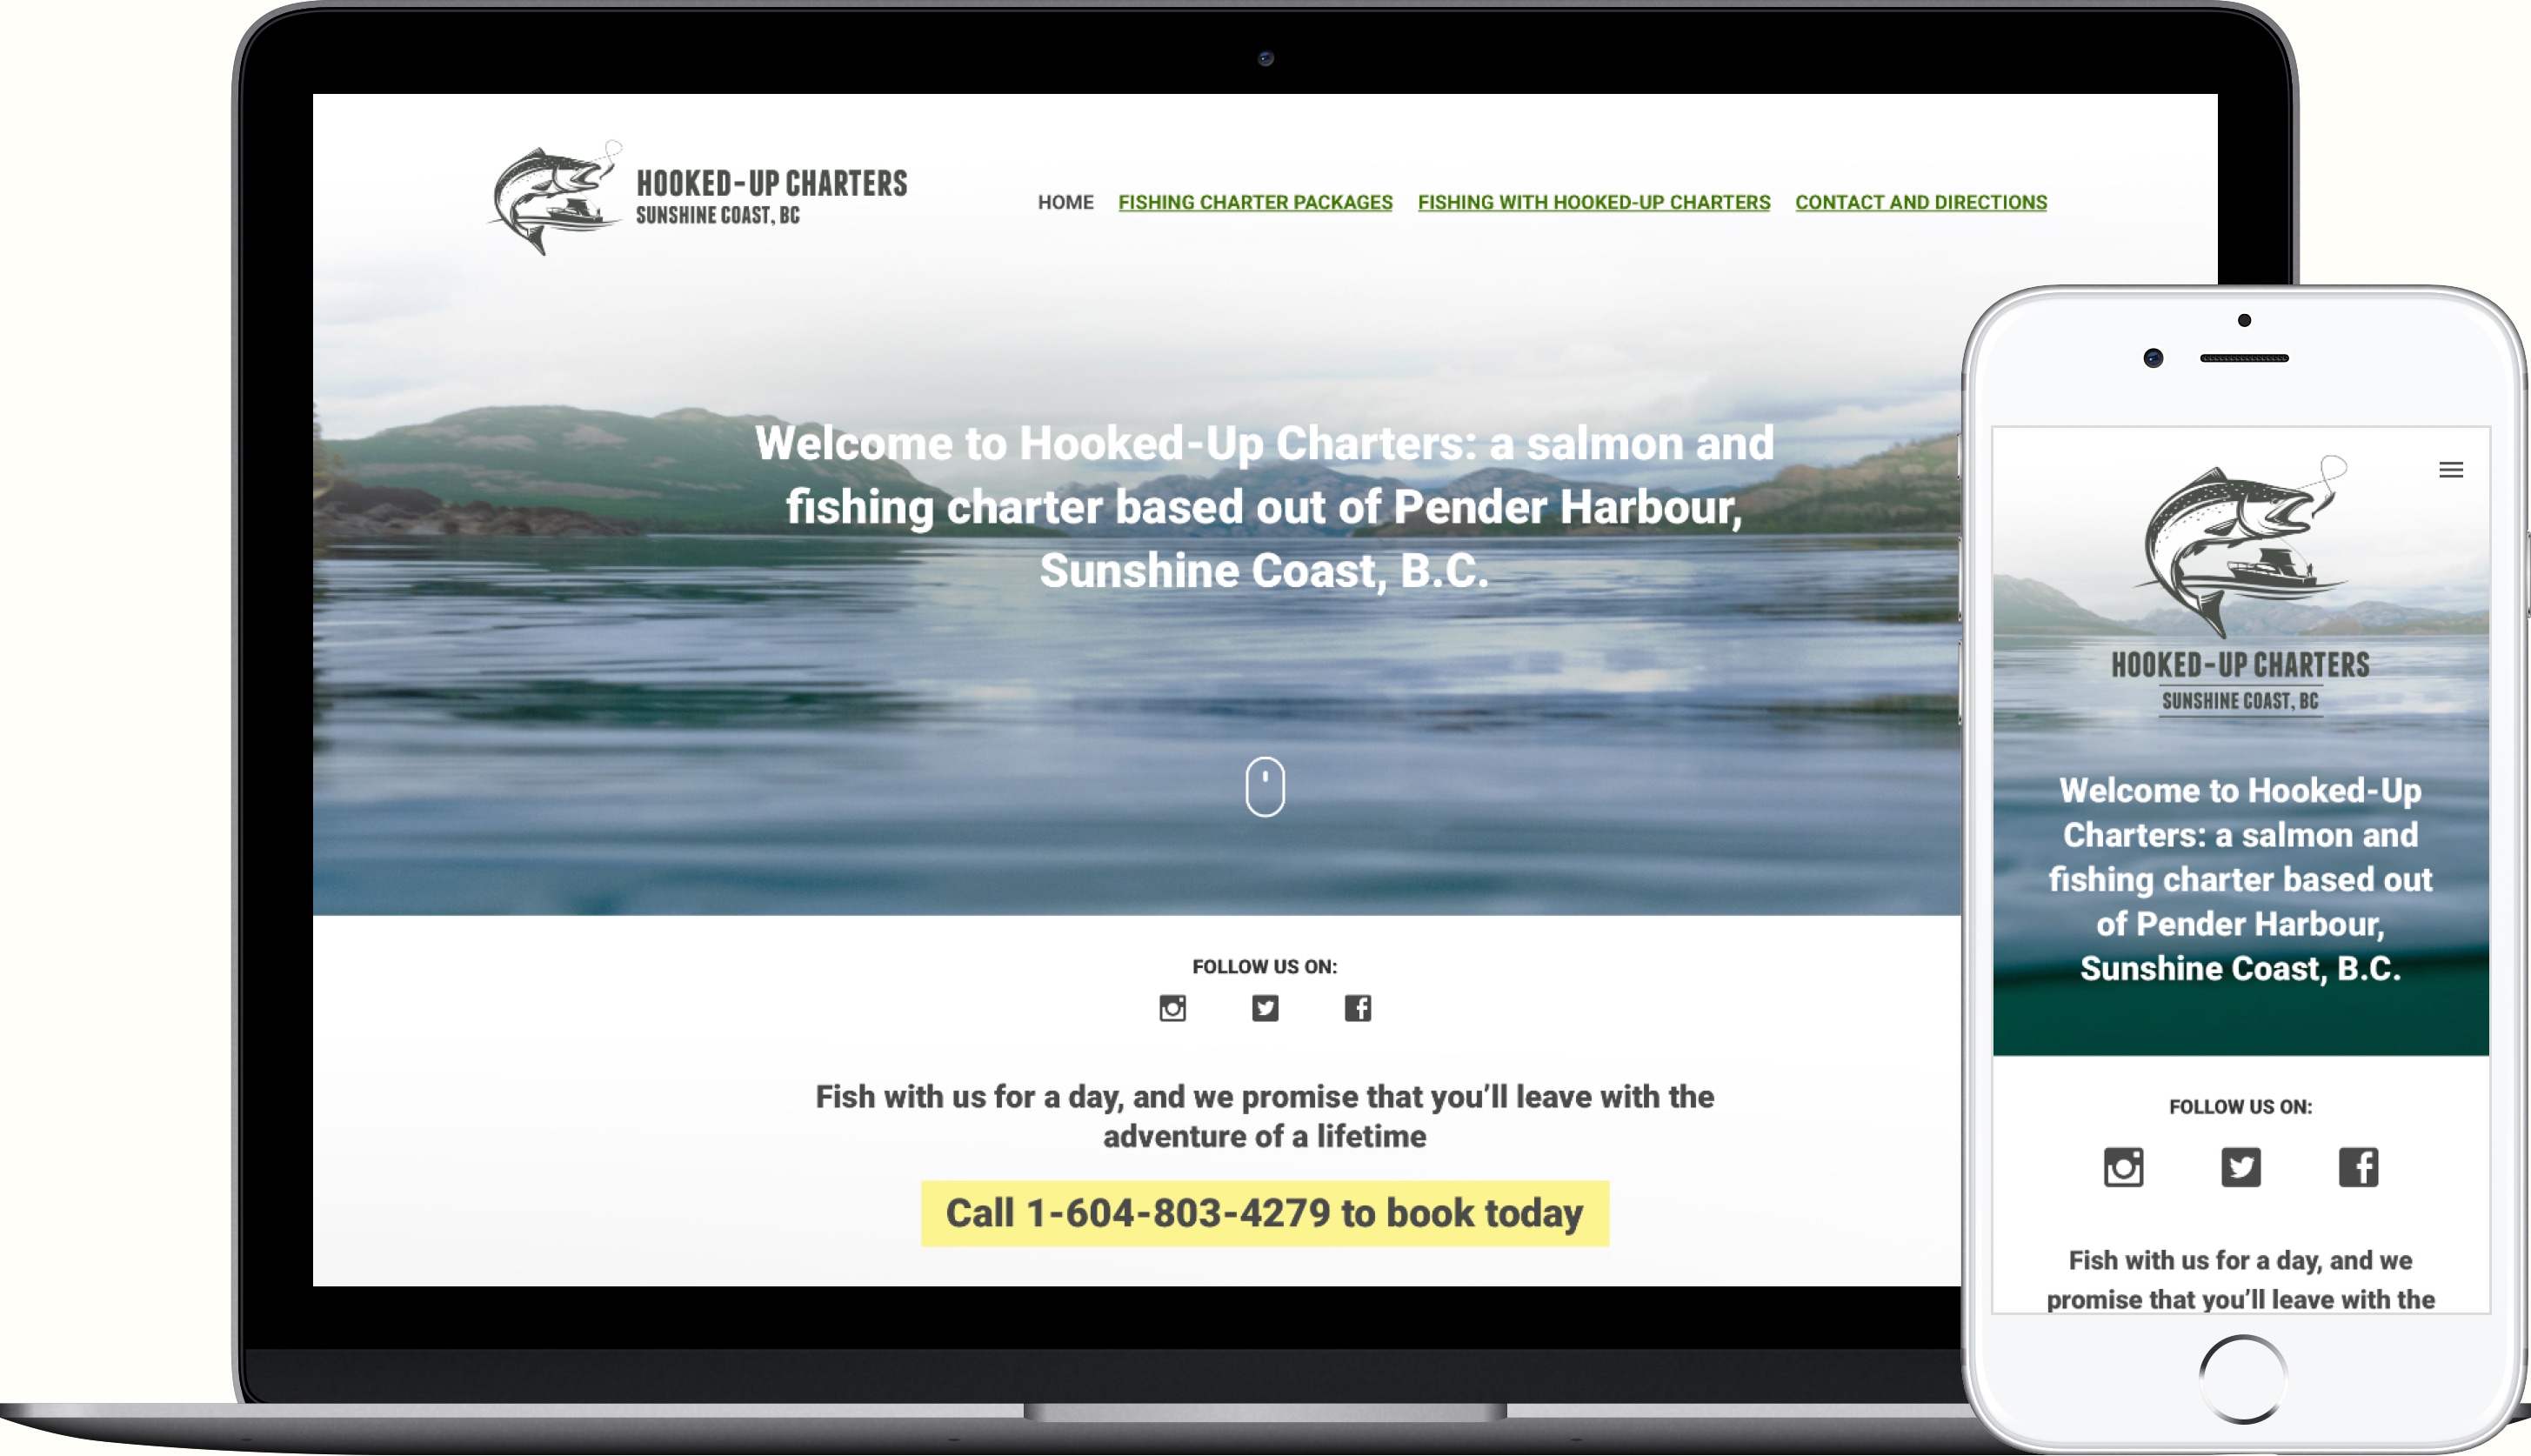 HOOKED-UP CHARTERS
SUNSHINE COAST, BC
HOME FISHING CHARTER PACKAGES FISHING WITH HOOKED-UP CHARTERS CONTACT AND DIRECTIONS
Welcome to Hooked-Up Charters: a salmon and
fishing charter based out of Pender Harbour,
Sunshine Coast, B.C.
FOLLOW US ON:
Fish with us for a day, and we promise that you’ll leave with the
adventure of a lifetime
Call 1-604-803-4279 to book today
HOOKED-UP CHARTERS
SUNSHINE COAST, BC
Welcome to Hooked-Up
Charters: a salmon and
fishing charter based out
of Pender Harbour,
Sunshine Coast, B.C.
FOLLOW US ON:
Fish with us for a day, and we
promise that you’ll leave with the